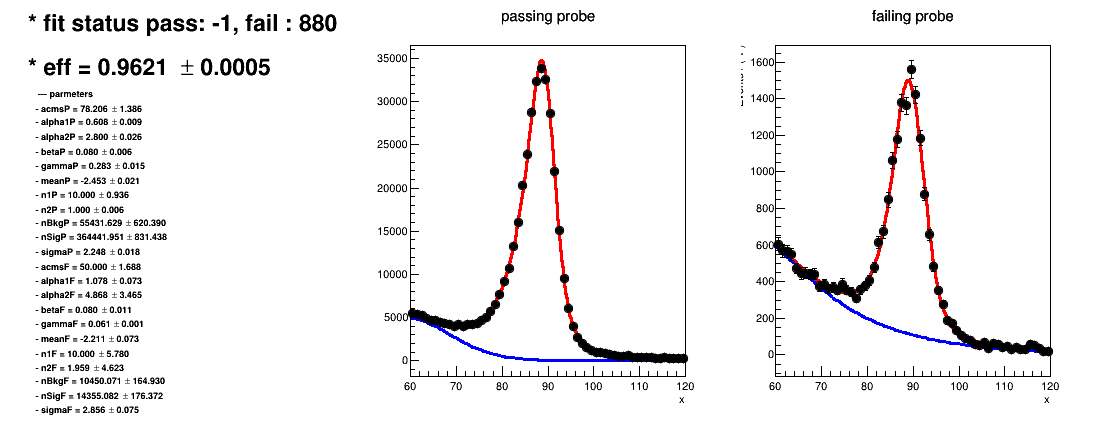 * fit status pass: -1, fail : 880
* eff = 0.9621 ± 0.0005
--- parmeters
- acmsP = 78.206 ± 1.386
- alpha1P = 0.608 ± 0.009
- alpha2P = 2.800 ± 0.026
- betaP = 0.080 ± 0.006
- gammaP = 0.283 ± 0.015
- meanP = -2.453 ± 0.021
- n1P = 10.000 ± 0.936
- n2P = 1.000 ± 0.006
- nBkgP = 55431.629 ± 620.390
- nSigP = 364441.951 ± 831.438
- sigmaP = 2.248 ± 0.018
- acmsF = 50.000 ± 1.688
- alpha1F = 1.078 ± 0.073
- alpha2F = 4.868 ± 3.465
- betaF = 0.080 ± 0.011
- gammaF = 0.061 ± 0.001
- meanF = -2.211 ± 0.073
- n1F = 10.000 ± 5.780
- n2F = 1.959 ± 4.623
- nBkgF = 10450.071 ± 164.930
- nSigF = 14355.082 ± 176.372
- sigmaF = 2.856 ± 0.075
passing probe
35000
30000
25000
20000
15000
10000
5000
0
60 70 80 90 100 110 120
x
failing probe
1600
1400
1200
1000
800
600
400
200
0
60 70 80 90 100 110 120
x